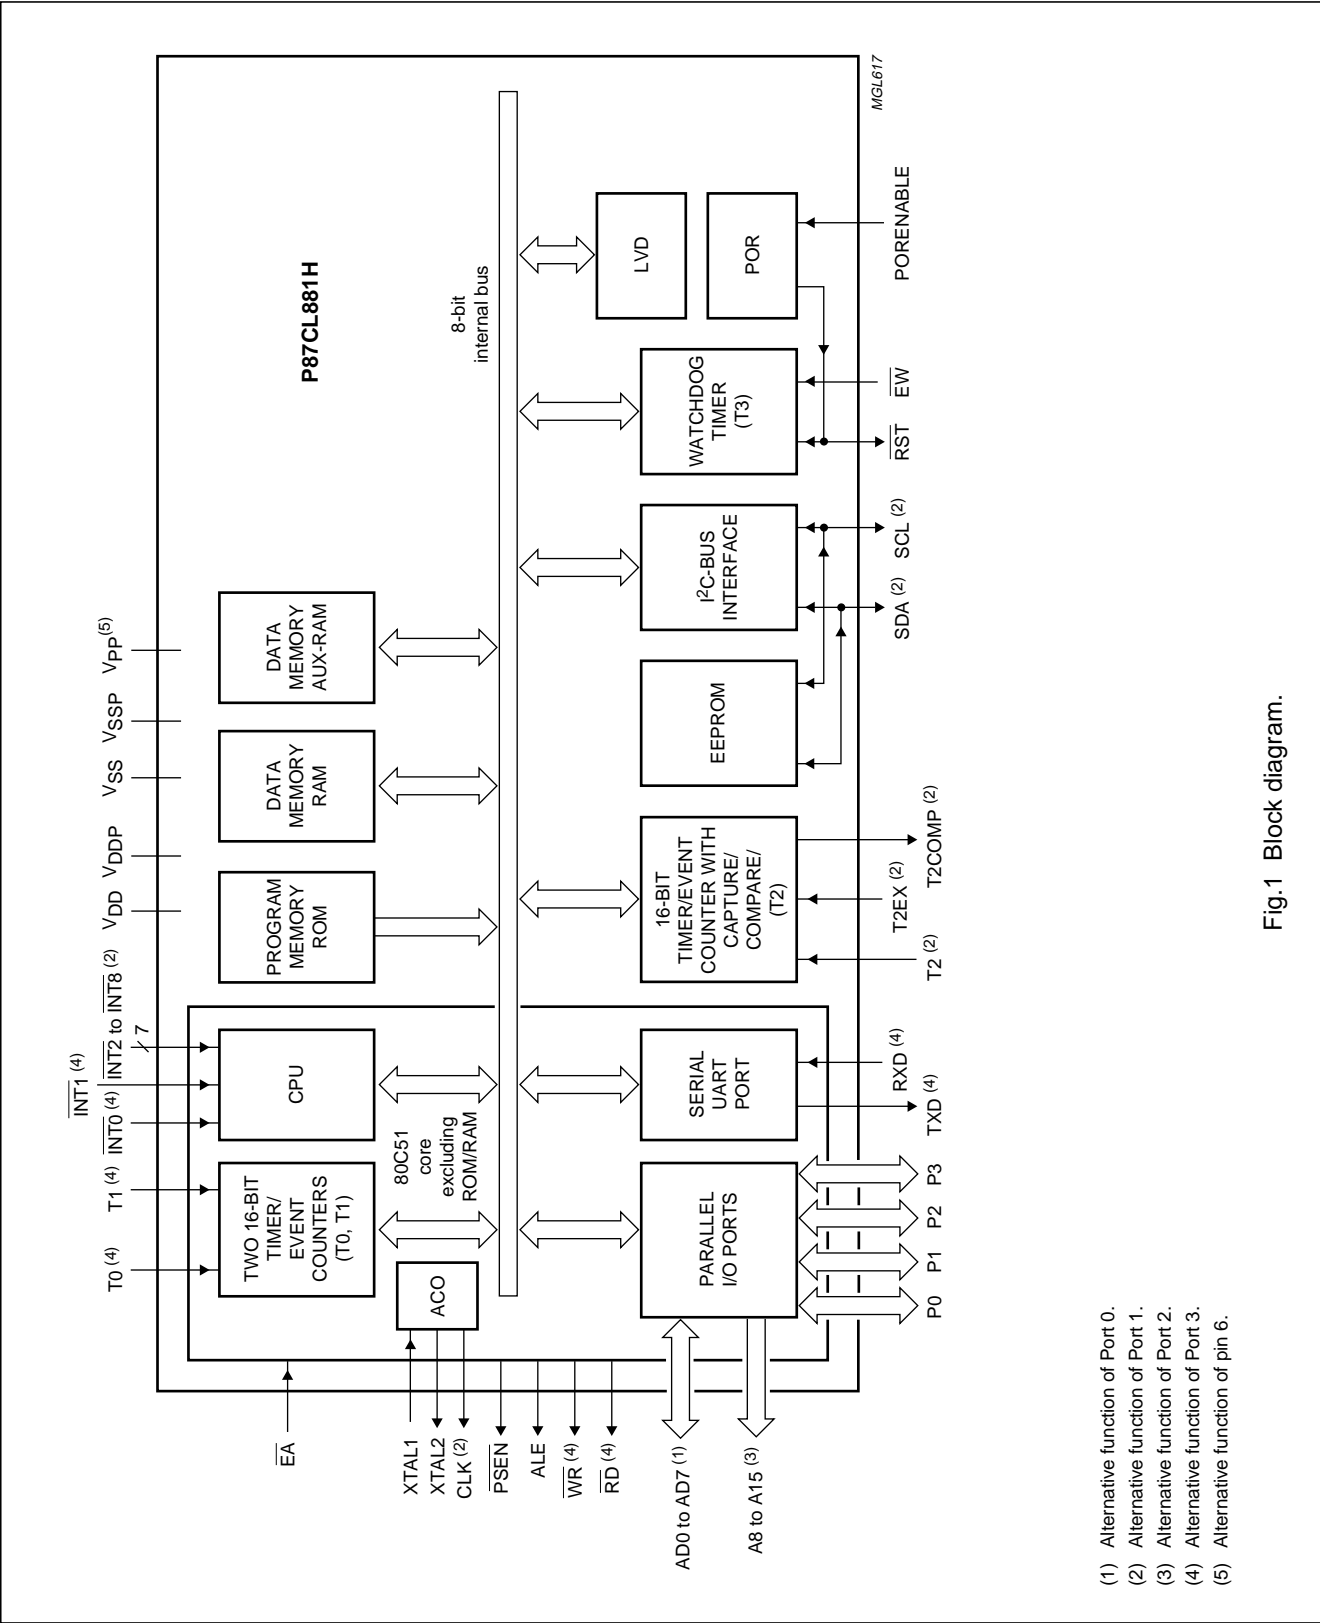 T0 (4)
T1 (4)
INT0 (4)
INT1 (4)
INT2 to INT8 (2)
7
VDD
VDDP
VSS
VSSP
VPP(5)
P87CL881H
TWO 16-BIT
TIMER/
EVENT
COUNTERS
(T0, T1)
CPU
PROGRAM
MEMORY
ROM
DATA
MEMORY
RAM
DATA
MEMORY
AUX-RAM
EA
XTAL1
XTAL2
CLK (2)
PSEN
ALE
WR (4)
RD (4)
AD0 to AD7 (1)
A8 to A15 (3)
ACO
80C51
core
excluding
ROM/RAM
8-bit
internal bus
PARALLEL
I/O PORTS
SERIAL
UART
PORT
16-BIT
TIMER/EVENT
COUNTER WITH
CAPTURE/
COMPARE/
(T2)
EEPROM
I2C-BUS
INTERFACE
WATCHDOG
TIMER
(T3)
LVD
POR
P0
P1
P2
P3
TXD (4)
RXD (4)
T2 (2)
T2EX (2)
T2COMP (2)
SDA (2)
SCL (2)
RST
EW
PORENABLE
MGL617
(1) Alternative function of Port 0.
(2) Alternative function of Port 1.
(3) Alternative function of Port 2.
(4) Alternative function of Port 3.
(5) Alternative function of pin 6.
Fig.1 Block diagram.